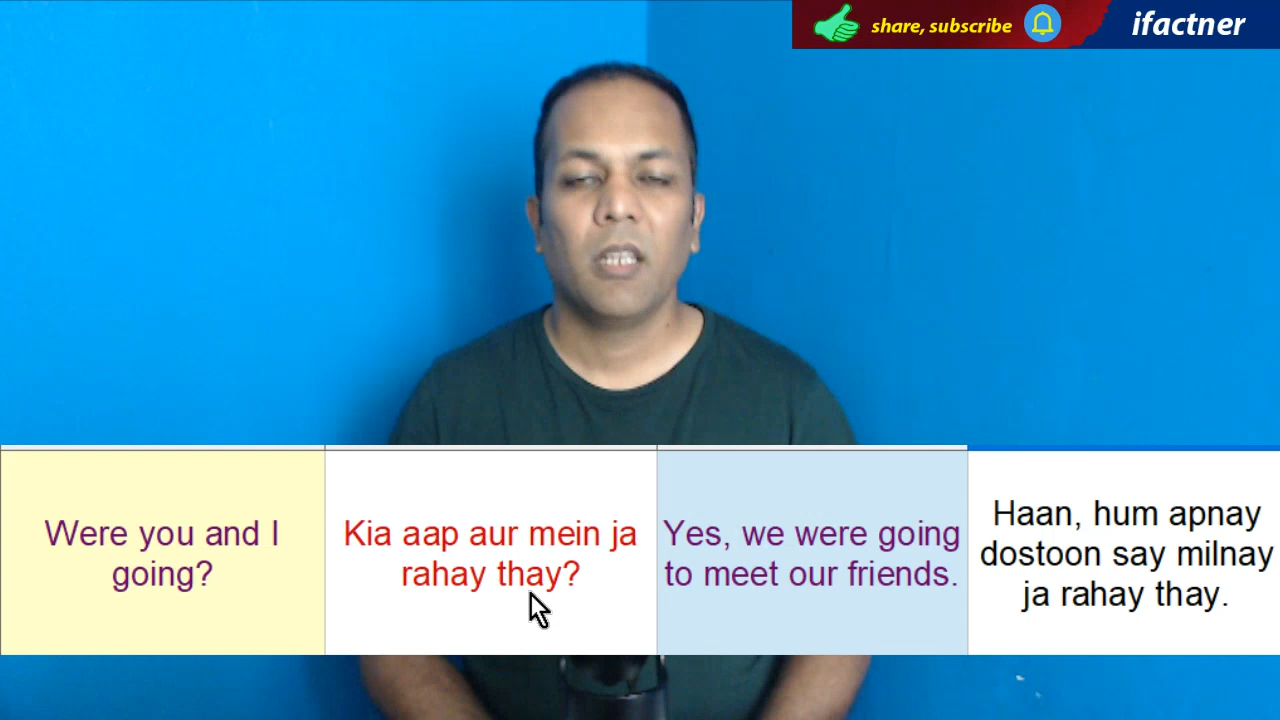 share, subscribe
ifactner
Were you and I
going?
Kia aap aur mein ja
rahay thay?
Yes, we were going
to meet our friends.
Haan, hum apnay
dostoon say milnay
ja rahay thay.